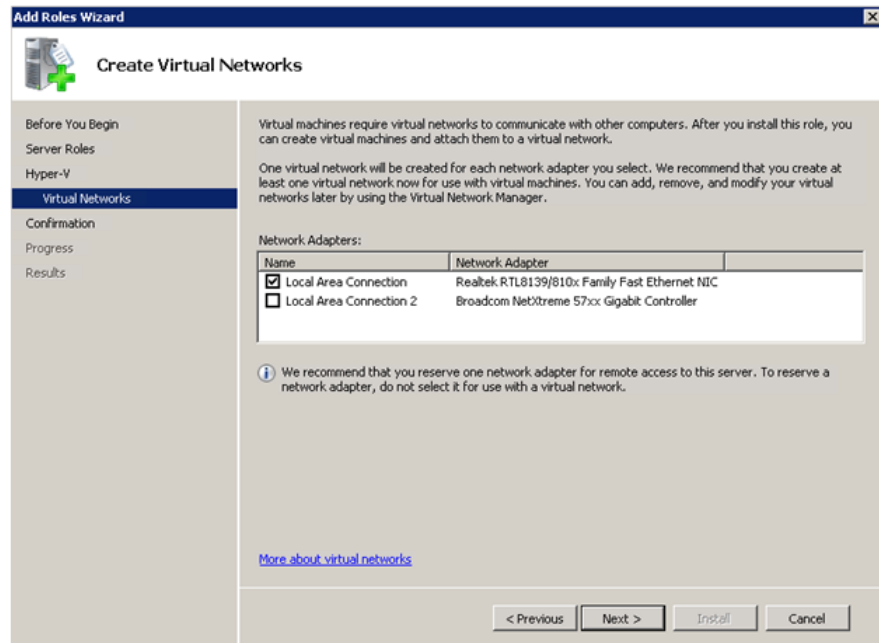 Add Roles Wizard
Create Virtual Networks
Before You Begin
Server Roles
Hyper-V
Virtual Networks
Confirmation
Progress
Results
Virtual machines require virtual networks to communicate with other computers. After you install this role, you
can create virtual machines and attach them to a virtual network.
One virtual network will be created for each network adapter you select. We recommend that you create at
least one virtual network now for use with virtual machines. You can add, remove, and modify your virtual
networks later by using the Virtual Network Manager.
Network Adapters:
Name Network Adapter
Local Area Connection Realtek RTL8139/810x Family Fast Ethernet NIC
Local Area Connection 2 Broadcom NetXtreme 57xx Gigabit Controller
We recommend that you reserve one network adapter for remote access to this server. To reserve a
network adapter, do not select it for use with a virtual network.
More about virtual networks
< Previous Next > Install Cancel